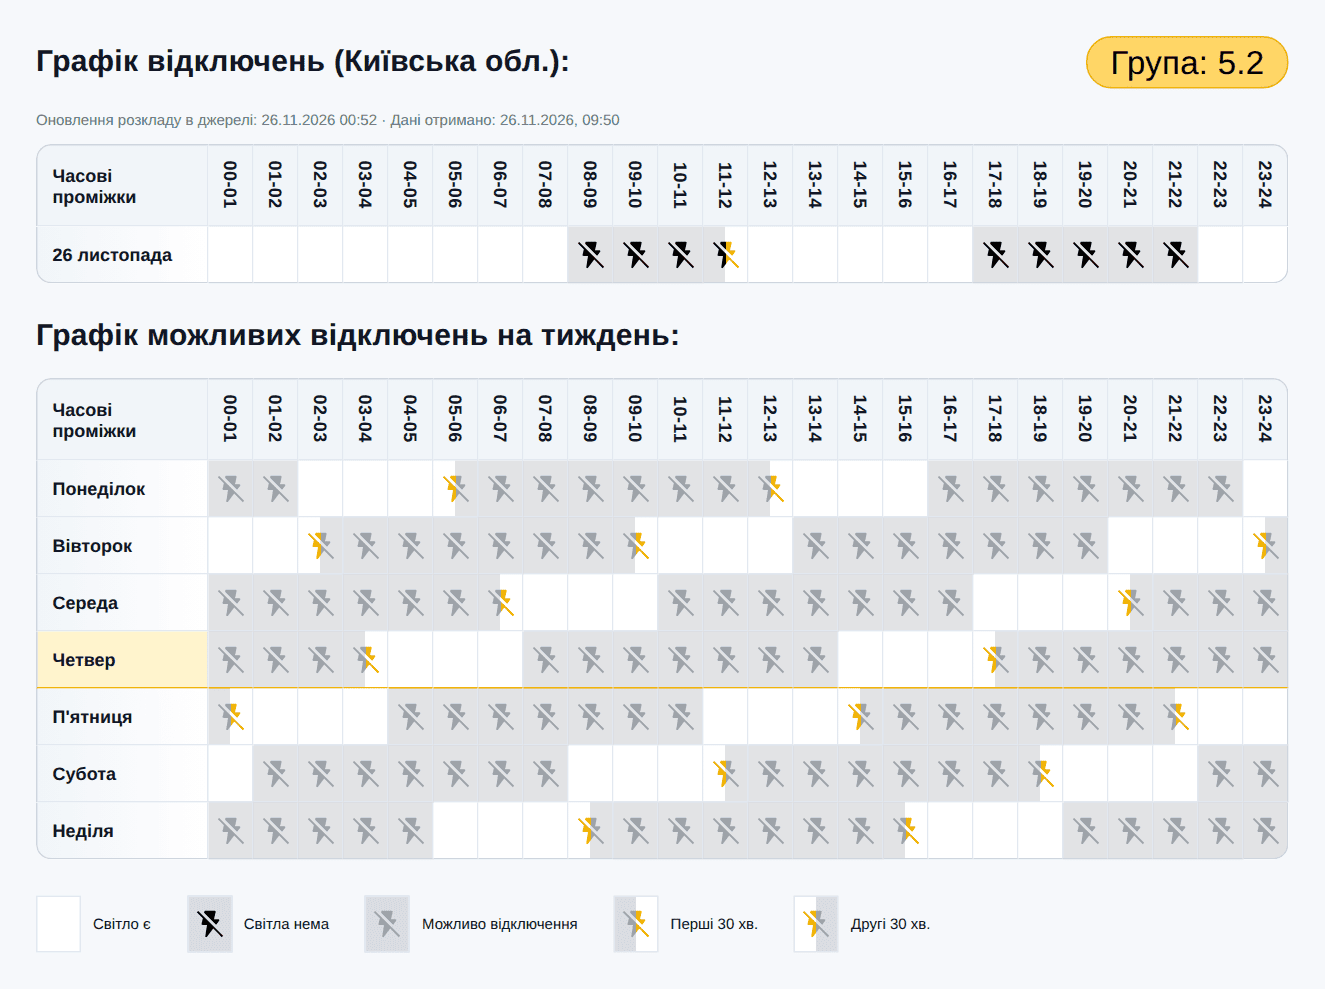 Графік відключень (Київська обл.):
Група: 5.2
Оновлення розкладу в джерелі: 26.11.2026 00:52 · Дані отримано: 26.11.2026, 09:50
Часові
проміжки
00-01 01-02 02-03 03-04 04-05 05-06 06-07 07-08 08-09 09-10 10-11 11-12 12-13 13-14 14-15 15-16 16-17 17-18 18-19 19-20 20-21 21-22 22-23 23-24
26 листопада
Графік можливих відключень на тиждень:
Часові
проміжки
00-01 01-02 02-03 03-04 04-05 05-06 06-07 07-08 08-09 09-10 10-11 11-12 12-13 13-14 14-15 15-16 16-17 17-18 18-19 19-20 20-21 21-22 22-23 23-24
Понеділок
Вівторок
Середа
Четвер
П'ятниця
Субота
Неділя
Світло є
Світла нема
Можливо відключення
Перші 30 хв.
Другі 30 хв.